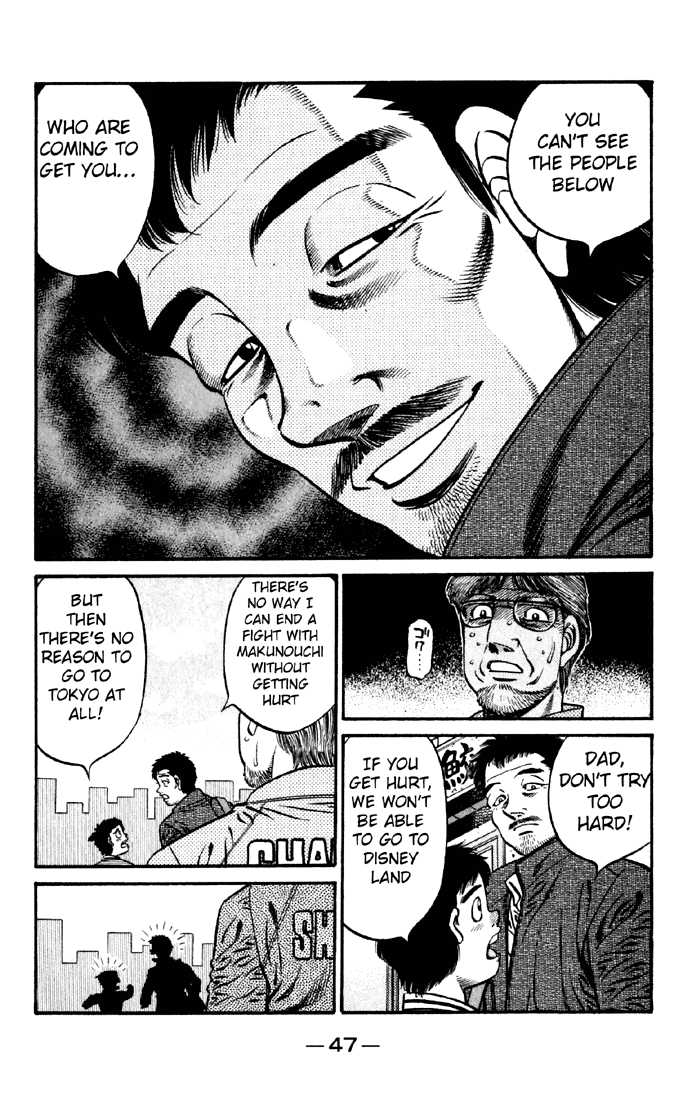 YOU
CAN'T SEE
THE PEOPLE
BELOW
WHO ARE
COMING TO
GET YOU...
ゴク……
DAD,
DON'T TRY
TOO
HARD!
IF YOU
GET HURT,
WE WON'T
BE ABLE
TO GO TO
DISNEY
LAND
THERE'S
NO WAY I
CAN END A
FIGHT WITH
MAKUNOUCHI
WITHOUT
GETTING
HURT
BUT
THEN
THERE'S NO
REASON TO
GO TO
TOKYO AT
ALL!
CHA
SH
—47—